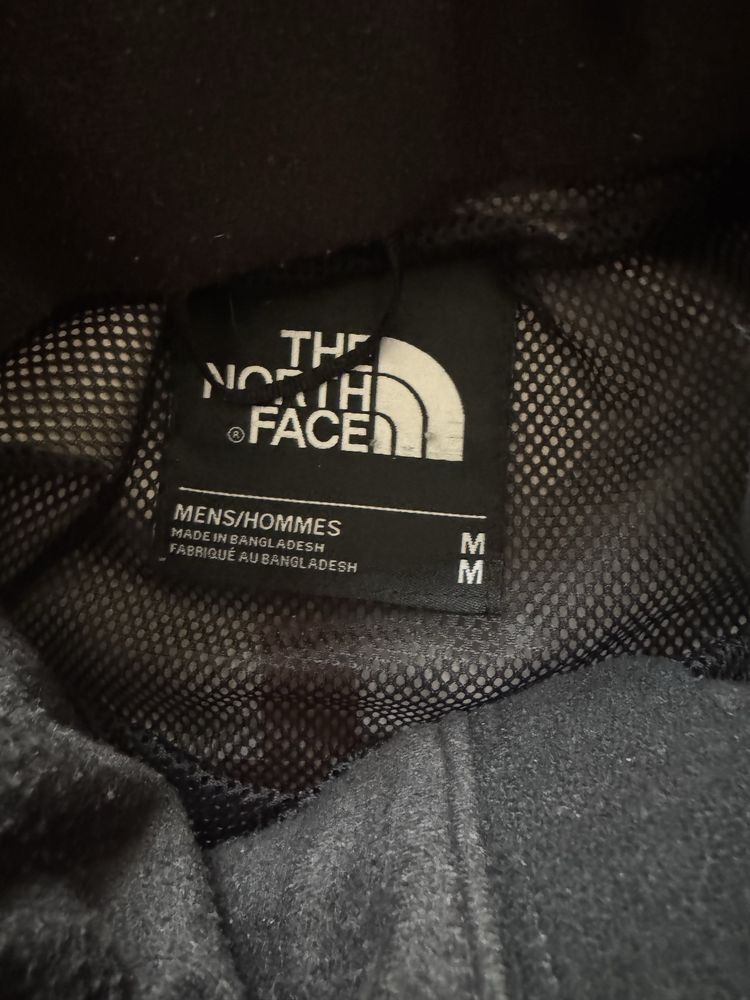 THE
NORTH
FACE
®
MENS/HOMMES
MADE IN BANGLADESH
FABRIQUÉ AU BANGLADESH
M
M